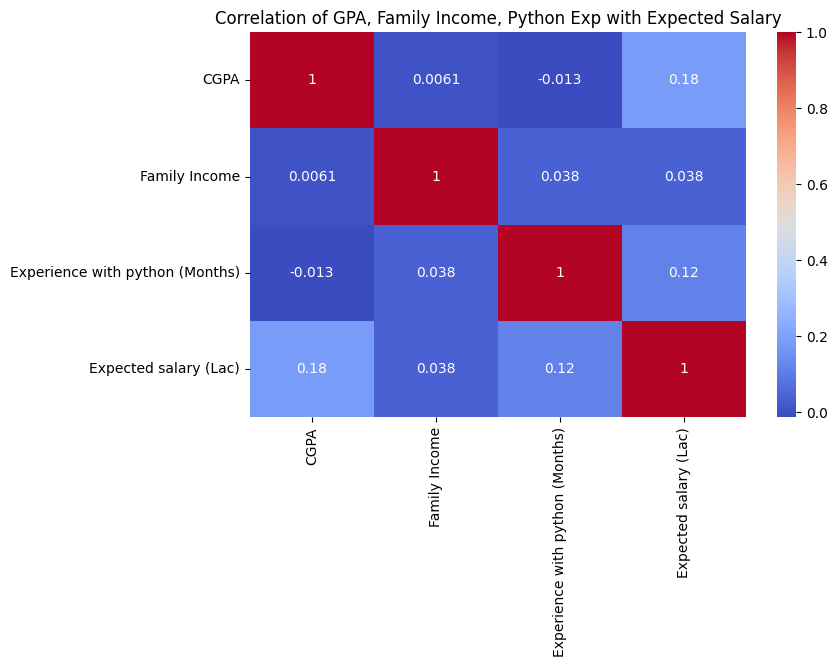 Correlation of GPA, Family Income, Python Exp with Expected Salary
CGPA
1
0.0061
-0.013
0.18
Family Income
0.0061
1
0.038
0.038
Experience with python (Months)
-0.013
0.038
1
0.12
Expected salary (Lac)
0.18
0.038
0.12
1
CGPA
Family Income
Experience with python (Months)
Expected salary (Lac)
1.0
0.8
0.6
0.4
0.2
0.0